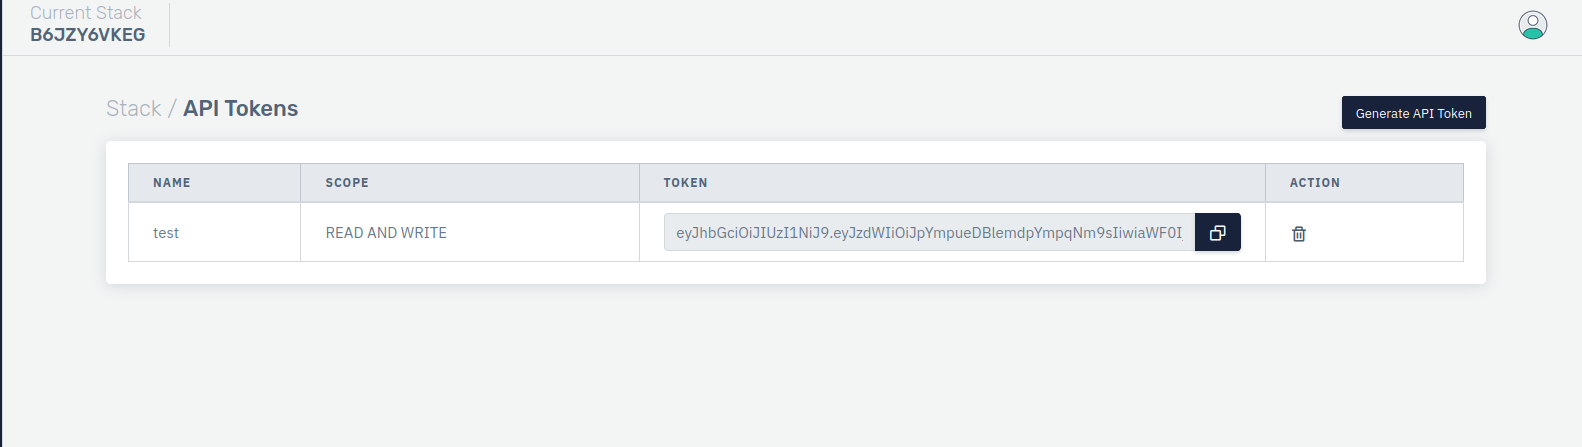 Current Stack
B6JZY6VKEG
Stack / API Tokens
Generate API Token
NAME SCOPE TOKEN ACTION
test READ AND WRITE eyJhbGciOiJIUzI1NiJ9.eyJzdWIiOiJpYmpueDBlemdpYmpqNm9sIiwiaWF0I